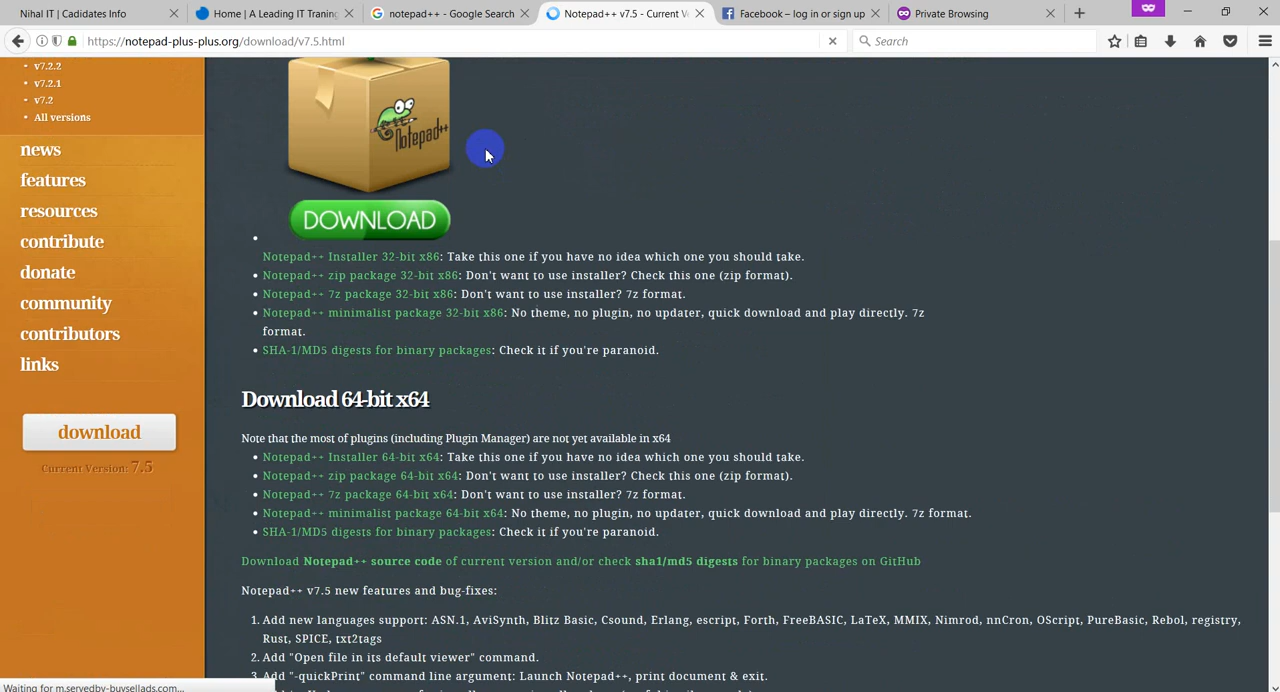 Nihal IT | Cadidates Info
Home | A Leading IT Traning
notepad++ - Google Search
Notepad++ v7.5 - Current V
Facebook – log in or sign up
Private Browsing
https://notepad-plus-plus.org/download/v7.5.html
Search
v7.2.2
v7.2.1
v7.2
All versions
news
features
resources
contribute
donate
community
contributors
links
download
Current Version: 7.5
Notepad++
DOWNLOAD
Notepad++ Installer 32-bit x86: Take this one if you have no idea which one you should take.
Notepad++ zip package 32-bit x86: Don't want to use installer? Check this one (zip format).
Notepad++ 7z package 32-bit x86: Don't want to use installer? 7z format.
Notepad++ minimalist package 32-bit x86: No theme, no plugin, no updater, quick download and play directly. 7z
format.
SHA-1/MD5 digests for binary packages: Check it if you're paranoid.
Download 64-bit x64
Note that the most of plugins (including Plugin Manager) are not yet available in x64
Notepad++ Installer 64-bit x64: Take this one if you have no idea which one you should take.
Notepad++ zip package 64-bit x64: Don't want to use installer? Check this one (zip format).
Notepad++ 7z package 64-bit x64: Don't want to use installer? 7z format.
Notepad++ minimalist package 64-bit x64: No theme, no plugin, no updater, quick download and play directly. 7z format.
SHA-1/MD5 digests for binary packages: Check it if you're paranoid.
Download Notepad++ source code of current version and/or check sha1/md5 digests for binary packages on GitHub
Notepad++ v7.5 new features and bug-fixes:
1. Add new languages support: ASN.1, AviSynth, Blitz Basic, Csound, Erlang, escript, Forth, FreeBASIC, LaTeX, MMIX, Nimrod, nnCron, OScript, PureBasic, Rebol, registry,
Rust, SPICE, txt2tags
2. Add "Open file in its default viewer" command.
3. Add "-quickPrint" command line argument: Launch Notepad++, print document & exit.
Waiting for m.servedby-buysellads.com...